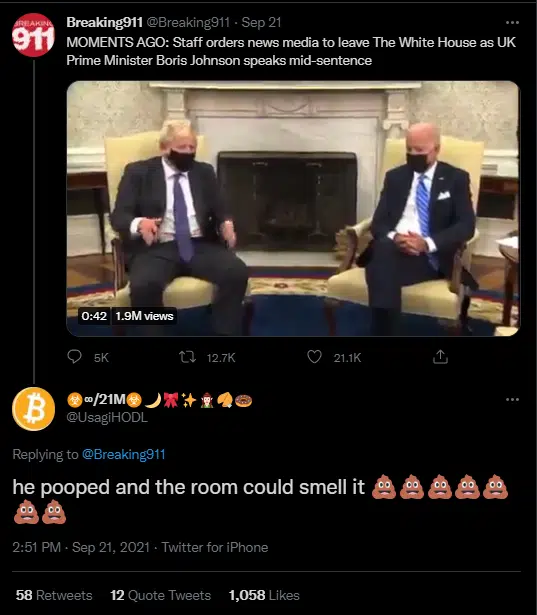 BREAKING
911
Breaking911 @Breaking911 · Sep 21
MOMENTS AGO: Staff orders news media to leave The White House as UK
Prime Minister Boris Johnson speaks mid-sentence
0:42 1.9M views
5K 12.7K 21.1K
☣️∞/21M☣️🌙🎀✨🧝🏻‍♀️🥠🍩
@UsagiHODL
Replying to @Breaking911
he pooped and the room could smell it 💩💩💩💩💩
💩💩
2:51 PM · Sep 21, 2021 · Twitter for iPhone
58 Retweets 12 Quote Tweets 1,058 Likes